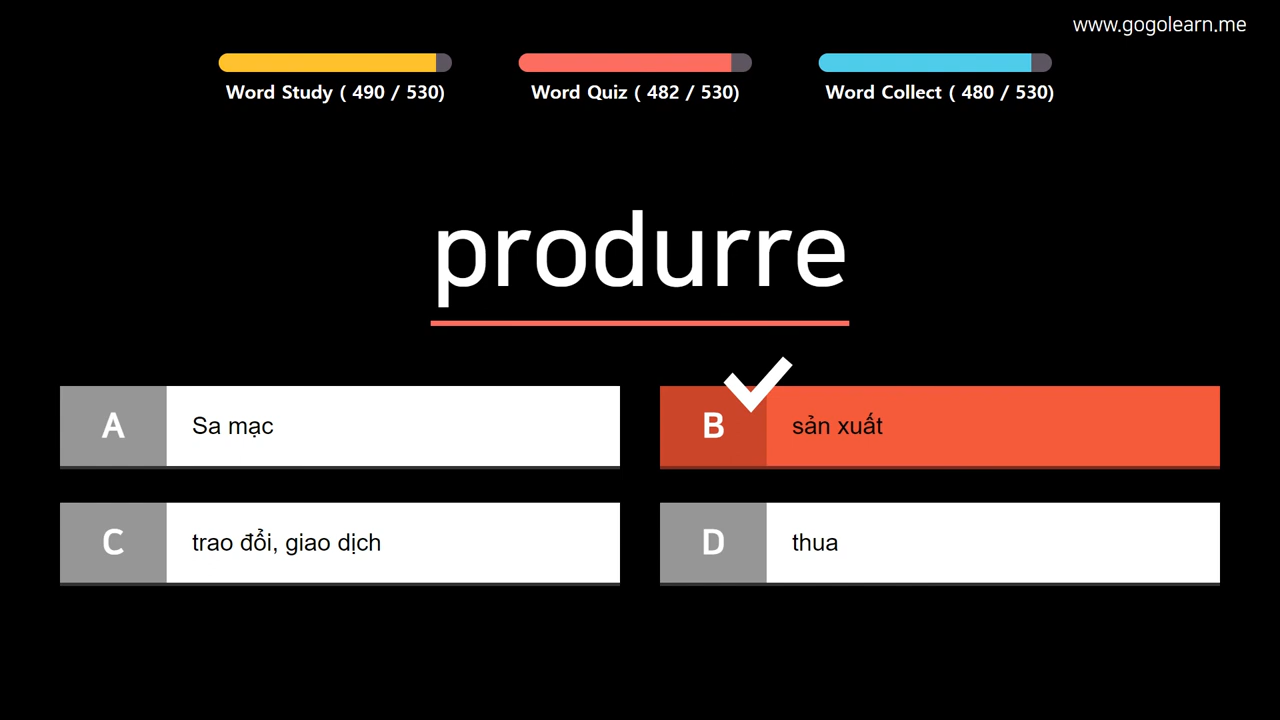 www.gogolearn.me
Word Study ( 490 / 530)
Word Quiz ( 482 / 530)
Word Collect ( 480 / 530)
produrre
A
Sa mạc
B
sản xuất
C
trao đổi, giao dịch
D
thua